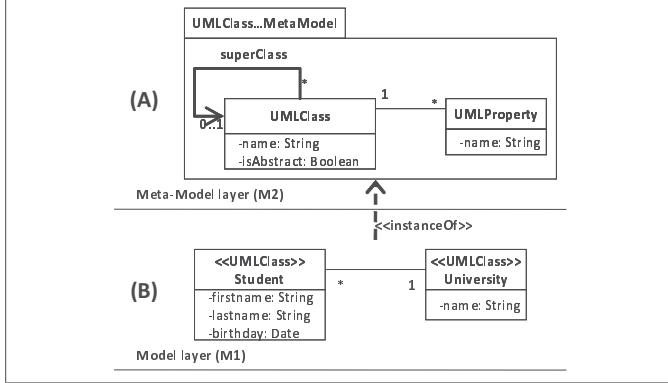 UMLClass...MetaModel
superClass
*
0..1
(A)
UMLClass
-name: String
-isAbstract: Boolean
1
*
UMLProperty
-name: String
Meta-Model layer (M2)
<<instanceOf>>
(B)
<<UMLClass>>
Student
-firstname: String
-lastname: String
-birthday: Date
*
1
<<UMLClass>>
University
-name: String
Model layer (M1)